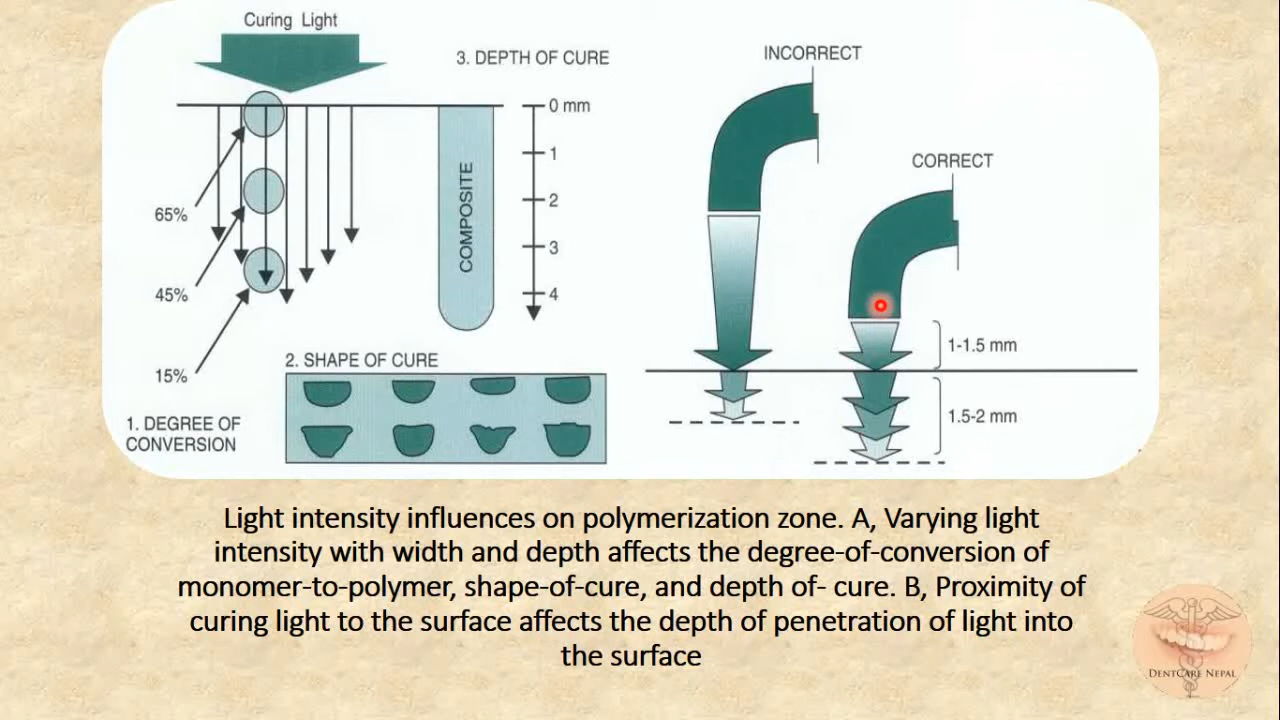 Curing Light
3. DEPTH OF CURE
0 mm
1
2
3
4
COMPOSITE
65%
45%
15%
1. DEGREE OF
CONVERSION
2. SHAPE OF CURE
INCORRECT
CORRECT
1-1.5 mm
1.5-2 mm
Light intensity influences on polymerization zone. A, Varying light
intensity with width and depth affects the degree-of-conversion of
monomer-to-polymer, shape-of-cure, and depth of- cure. B, Proximity of
curing light to the surface affects the depth of penetration of light into
the surface
DENTCARE NEPAL